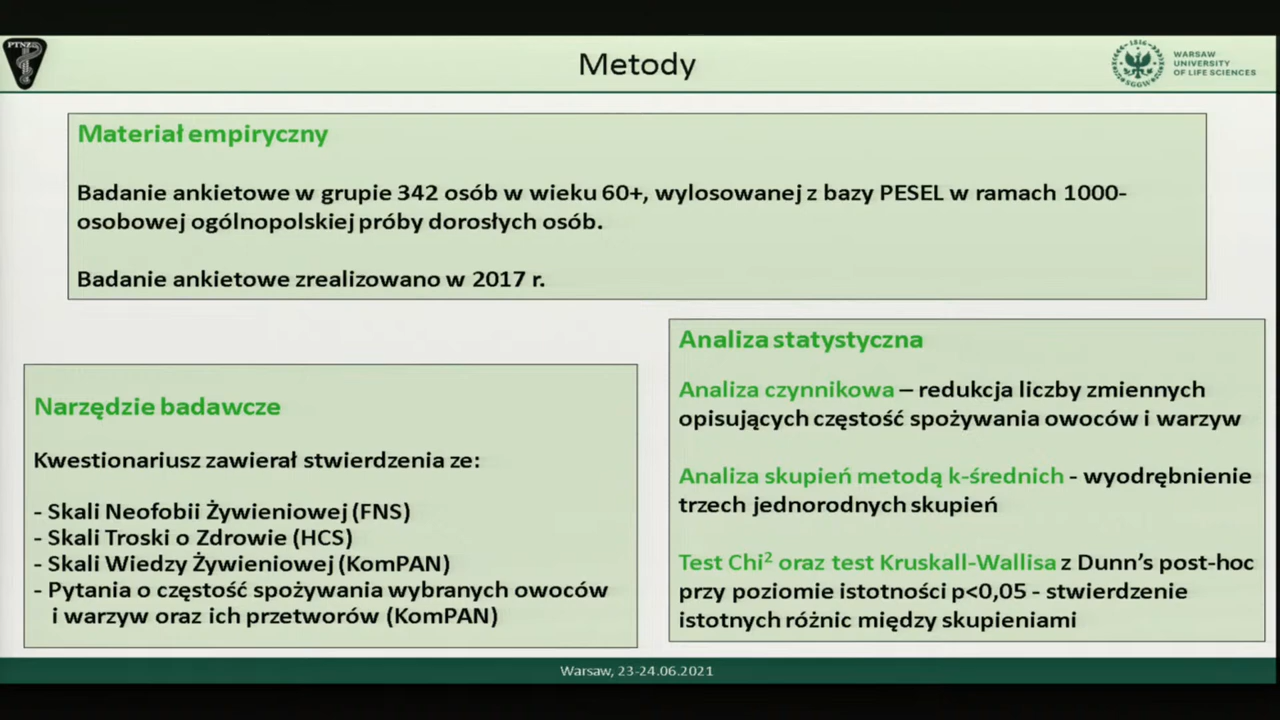 PTNZ
Metody
1816
SGGW
WARSAW
UNIVERSITY
OF LIFE SCIENCES
Materiał empiryczny
Badanie ankietowe w grupie 342 osób w wieku 60+, wylosowanej z bazy PESEL w ramach 1000-
osobowej ogólnopolskiej próby dorosłych osób.
Badanie ankietowe zrealizowano w 2017 r.
Narzędzie badawcze
Kwestionariusz zawierał stwierdzenia ze:
- Skali Neofobii Żywieniowej (FNS)
- Skali Troski o Zdrowie (HCS)
- Skali Wiedzy Żywieniowej (KomPAN)
- Pytania o częstość spożywania wybranych owoców
i warzyw oraz ich przetworów (KomPAN)
Analiza statystyczna
Analiza czynnikowa – redukcja liczby zmiennych
opisujących częstość spożywania owoców i warzyw
Analiza skupień metodą k-średnich - wyodrębnienie
trzech jednorodnych skupień
Test Chi² oraz test Kruskall-Wallisa z Dunn’s post-hoc
przy poziomie istotności p<0,05 - stwierdzenie
istotnych różnic między skupieniami
Warsaw, 23-24.06.2021